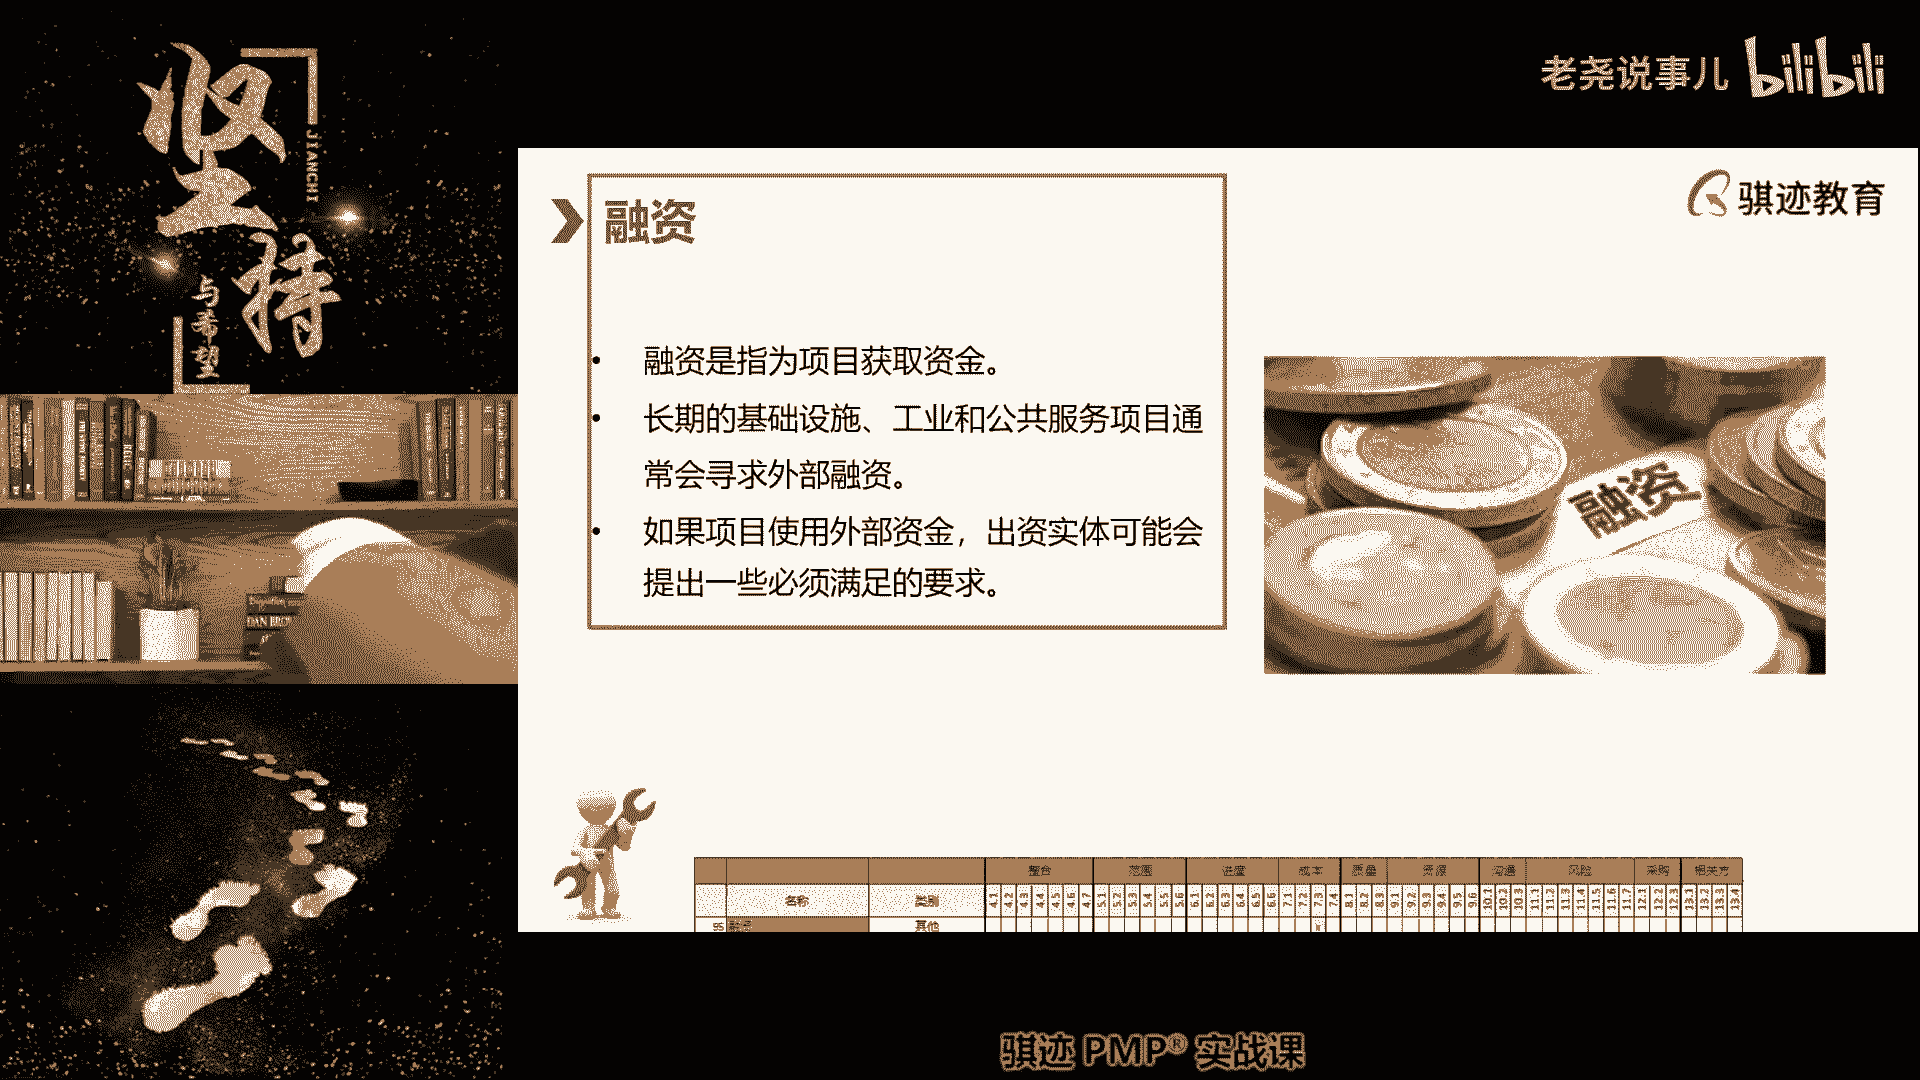 坚持
JIANCHI
与希望
老尧说事儿 bilibili
骐迹教育
融资
• 融资是指为项目获取资金。
• 长期的基础设施、工业和公共服务项目通
常会寻求外部融资。
• 如果项目使用外部资金，出资实体可能会
提出一些必须满足的要求。
融资
DAN BROWN
整合 范围 进度 成本 质量 资源 沟通 风险 采购 相关方
名称 类别 4.1 4.2 4.3 4.4 4.5 4.6 4.7 5.1 5.2 5.3 5.4 5.5 5.6 6.1 6.2 6.3 6.4 6.5 6.6 7.1 7.2 7.3 7.4 8.1 8.2 8.3 9.1 9.2 9.3 9.4 9.5 9.6 10.1 10.2 10.3 11.1 11.2 11.3 11.4 11.5 11.6 11.7 12.1 12.2 12.3 13.1 13.2 13.3 13.4
95 融资 其他
骐迹 PMP® 实战课